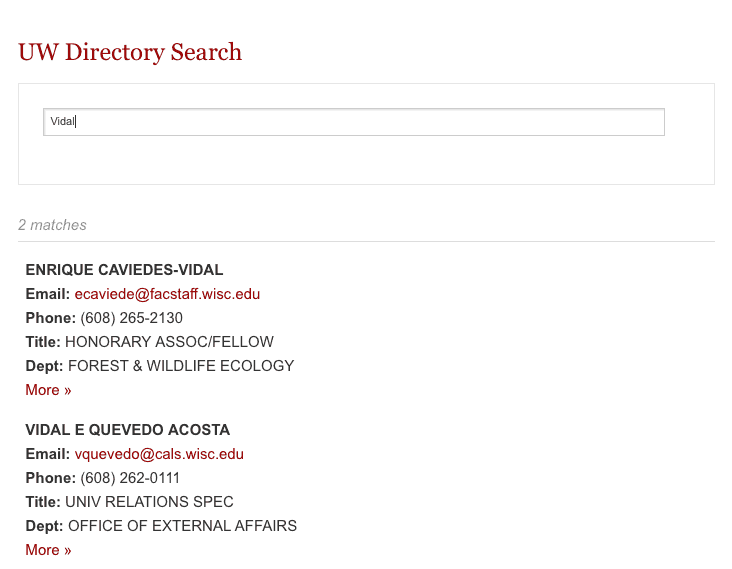 UW Directory Search
Vidal
2 matches
ENRIQUE CAVIEDES-VIDAL
Email: ecaviede@facstaff.wisc.edu
Phone: (608) 265-2130
Title: HONORARY ASSOC/FELLOW
Dept: FOREST & WILDLIFE ECOLOGY
More »
VIDAL E QUEVEDO ACOSTA
Email: vquevedo@cals.wisc.edu
Phone: (608) 262-0111
Title: UNIV RELATIONS SPEC
Dept: OFFICE OF EXTERNAL AFFAIRS
More »